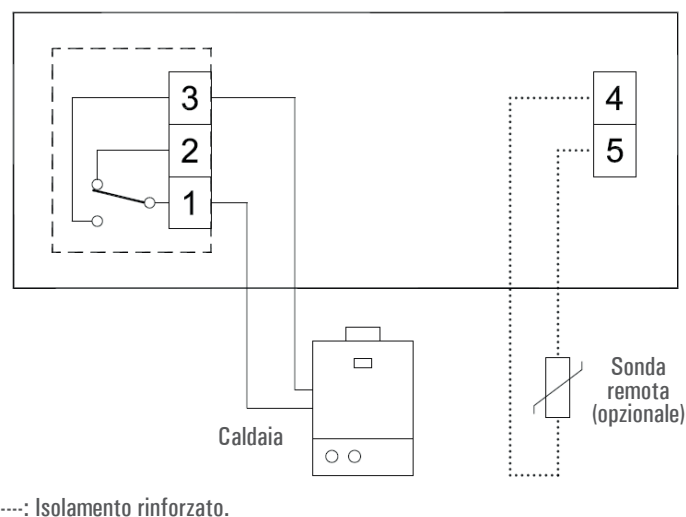 3
4
2
5
1
Sonda
remota
(opzionale)
Caldaia
----: Isolamento rinforzato.